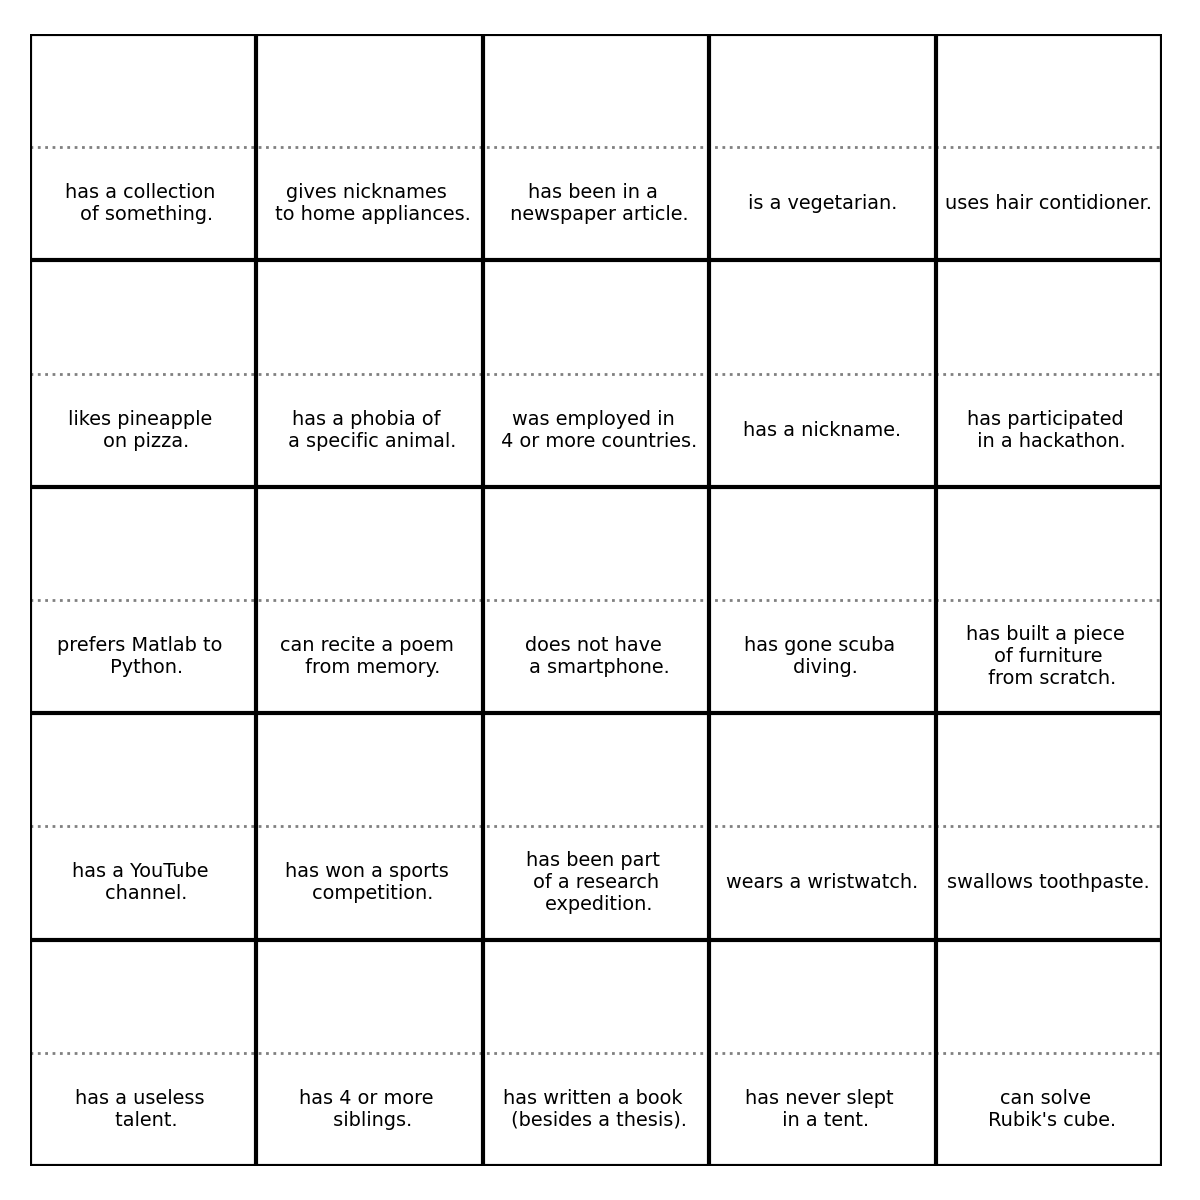 has a collection
of something.
gives nicknames
to home appliances.
has been in a
newspaper article.
is a vegetarian.
uses hair contidioner.
likes pineapple
on pizza.
has a phobia of
a specific animal.
was employed in
4 or more countries.
has a nickname.
has participated
in a hackathon.
prefers Matlab to
Python.
can recite a poem
from memory.
does not have
a smartphone.
has gone scuba
diving.
has built a piece
of furniture
from scratch.
has a YouTube
channel.
has won a sports
competition.
has been part
of a research
expedition.
wears a wristwatch.
swallows toothpaste.
has a useless
talent.
has 4 or more
siblings.
has written a book
(besides a thesis).
has never slept
in a tent.
can solve
Rubik's cube.